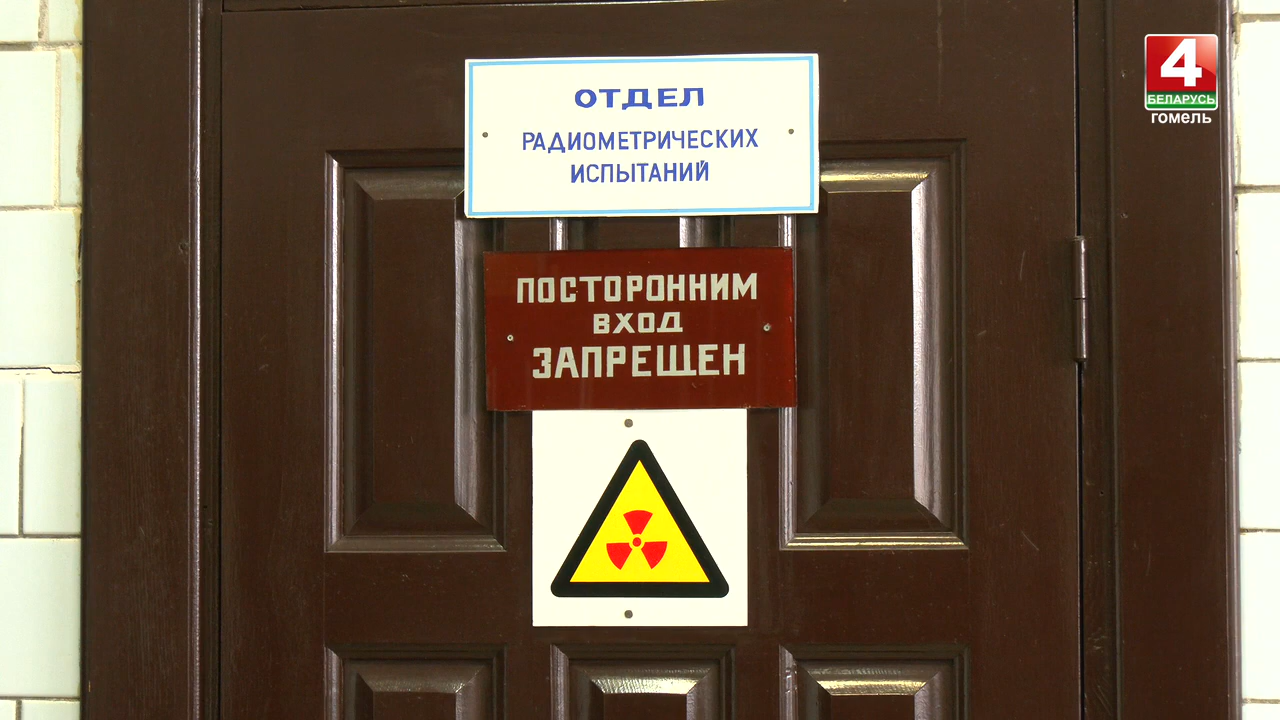 4
БЕЛАРУСЬ
гомель
ОТДЕЛ
РАДИОМЕТРИЧЕСКИХ
ИСПЫТАНИЙ
ПОСТОРОННИМ
ВХОД
ЗАПРЕЩЕН